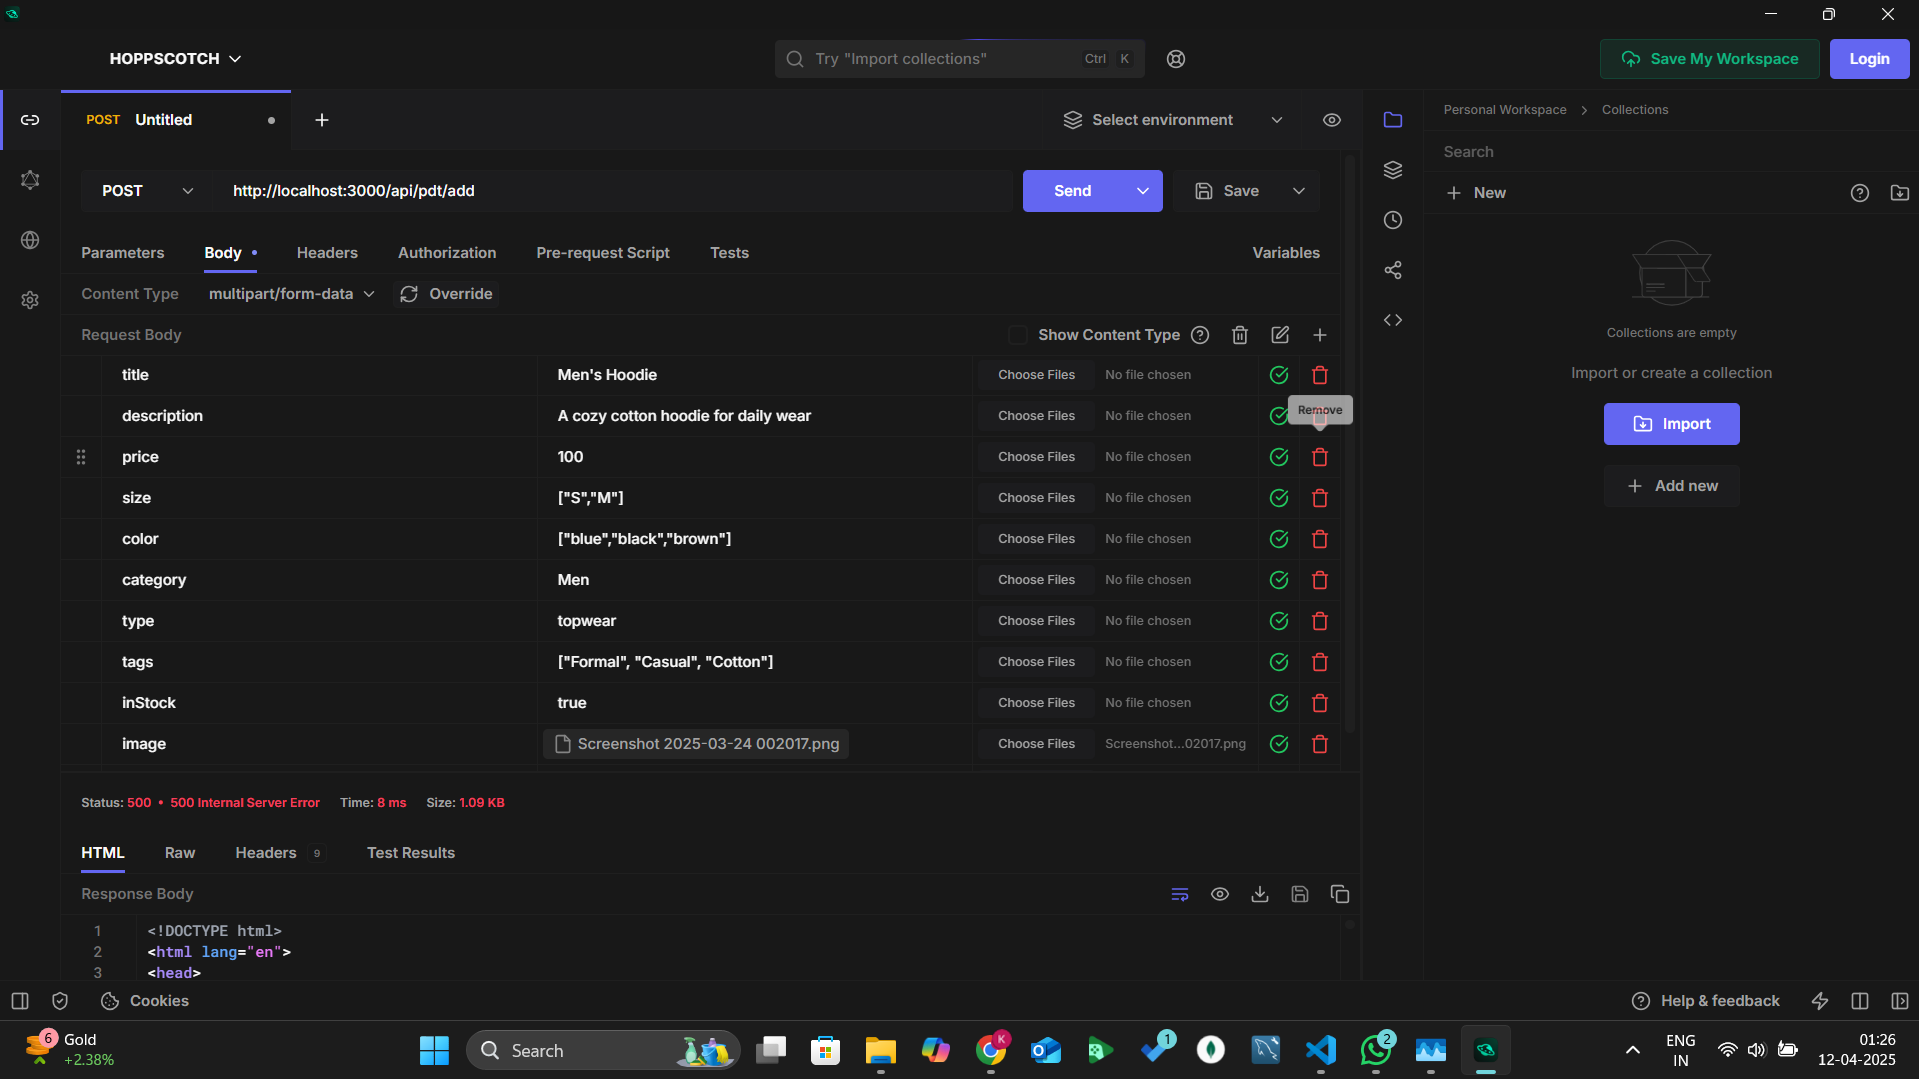 HOPPSCOTCH
Try "Import collections"
Ctrl K
Save My Workspace
Login
POST Untitled
Select environment
Personal Workspace > Collections
Search
New
POST
http://localhost:3000/api/pdt/add
Send
Save
Parameters
Body
Headers
Authorization
Pre-request Script
Tests
Variables
Content Type
multipart/form-data
Override
Request Body
Show Content Type
title Men's Hoodie Choose Files No file chosen
description A cozy cotton hoodie for daily wear Choose Files No file chosen
Remove
price 100 Choose Files No file chosen
size ["S","M"] Choose Files No file chosen
color ["blue","black","brown"] Choose Files No file chosen
category Men Choose Files No file chosen
type topwear Choose Files No file chosen
tags ["Formal", "Casual", "Cotton"] Choose Files No file chosen
inStock true Choose Files No file chosen
image Screenshot 2025-03-24 002017.png Choose Files Screenshot...02017.png
Collections are empty
Import or create a collection
Import
Add new
Status: 500 • 500 Internal Server Error Time: 8 ms Size: 1.09 KB
HTML
Raw
Headers 9
Test Results
Response Body
1 <!DOCTYPE html>
2 <html lang="en">
3 <head>
Cookies
Help & feedback
6
Gold
+2.38%
Search
K
1
2
ENG
IN
01:26
12-04-2025